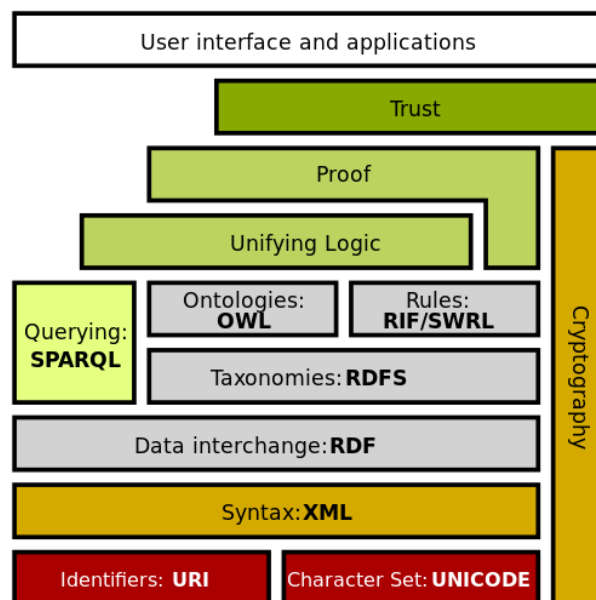 User interface and applications
Trust
Proof
Unifying Logic
Ontologies:
OWL
Rules:
RIF/SWRL
Querying:
SPARQL
Taxonomies: RDFS
Cryptography
Data interchange: RDF
Syntax: XML
Identifiers: URI
Character Set: UNICODE